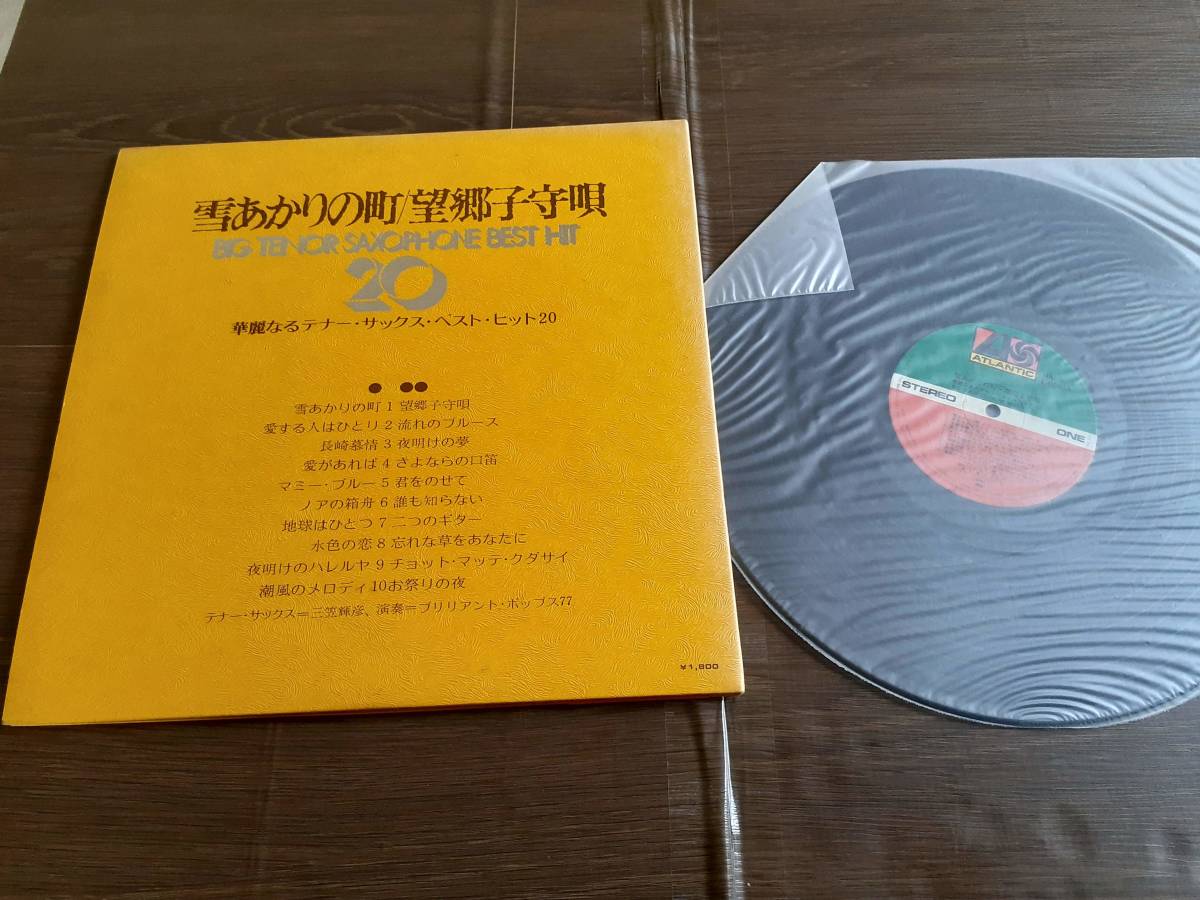 雪あかりの町/望郷子守唄
BIG TENOR SAXOPHONE BEST HIT
20
華麗なるテナー・サックス・ベスト・ヒット20
雪あかりの町 1 望郷子守唄
愛する人はひとり 2 流れのブルース
長崎慕情 3 夜明けの夢
愛があれば 4 さよならの口笛
マミー・ブルー 5 君をのせて
ノアの箱舟 6 誰も知らない
地球はひとつ 7 二つのギター
水色の恋 8 忘れな草をあなたに
夜明けのハレルヤ 9 チョット・マッテ・クダサイ
潮風のメロディ 10 お祭りの夜
テナー・サックス=三笠輝彦、演奏=ブリリアント・ポップス77
¥1,800
ATLANTIC
STEREO
ONE